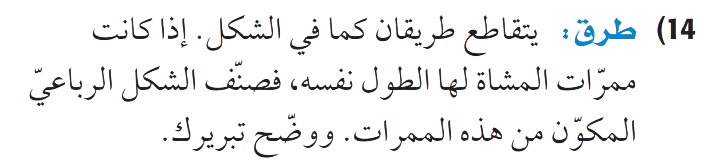 14) طرق: يتقاطع طريقان كما في الشكل. إذا كانت
ممرّات المشاة لها الطول نفسه، فصنّف الشكل الرباعيّ
المكوّن من هذه الممرات. ووضّح تبريرك.